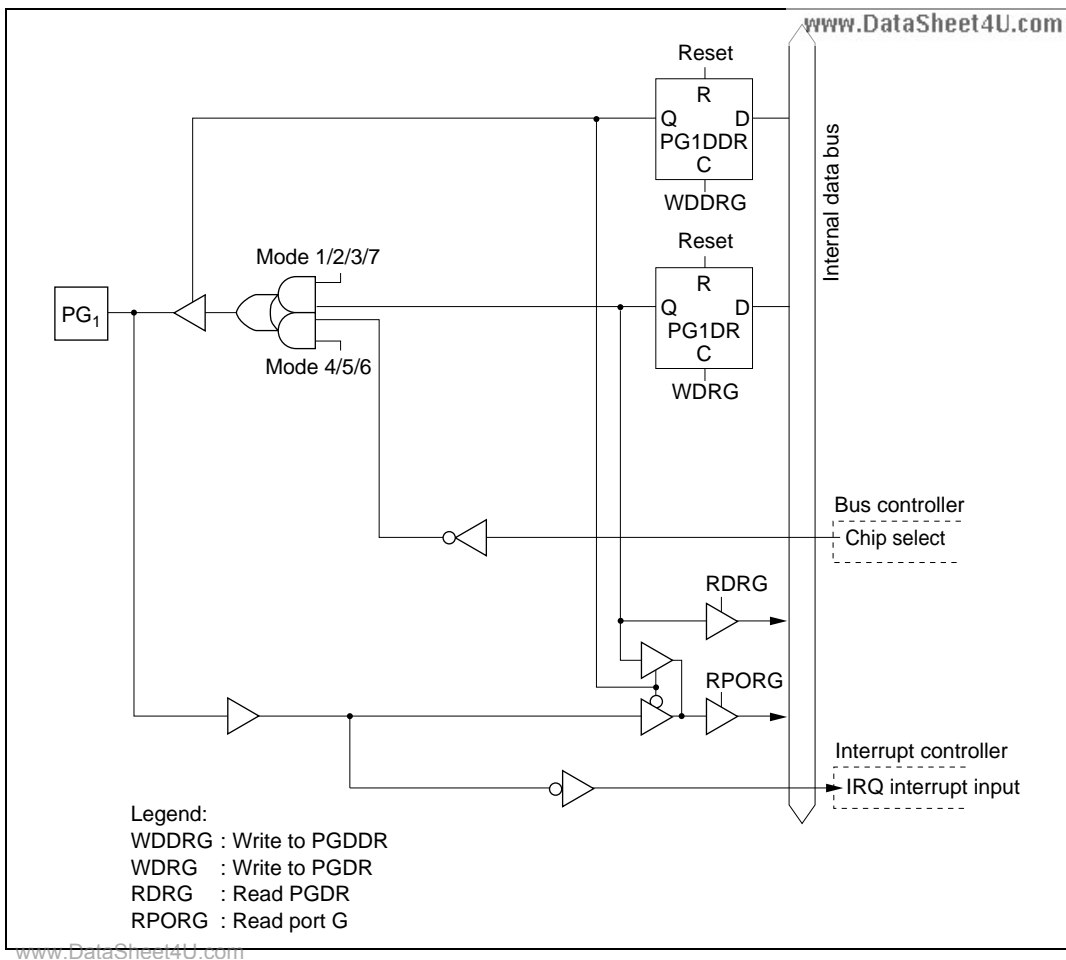 www.DataSheet4U.com
Reset
R
Q D
PG1DDR
C
WDDRG
Internal data bus
Reset
R
Q D
PG1DR
C
WDRG
Mode 1/2/3/7
PG1
Mode 4/5/6
Bus controller
Chip select
RDRG
RPORG
Interrupt controller
IRQ interrupt input
Legend:
WDDRG : Write to PGDDR
WDRG : Write to PGDR
RDRG : Read PGDR
RPORG : Read port G
www.DataSheet4U.com